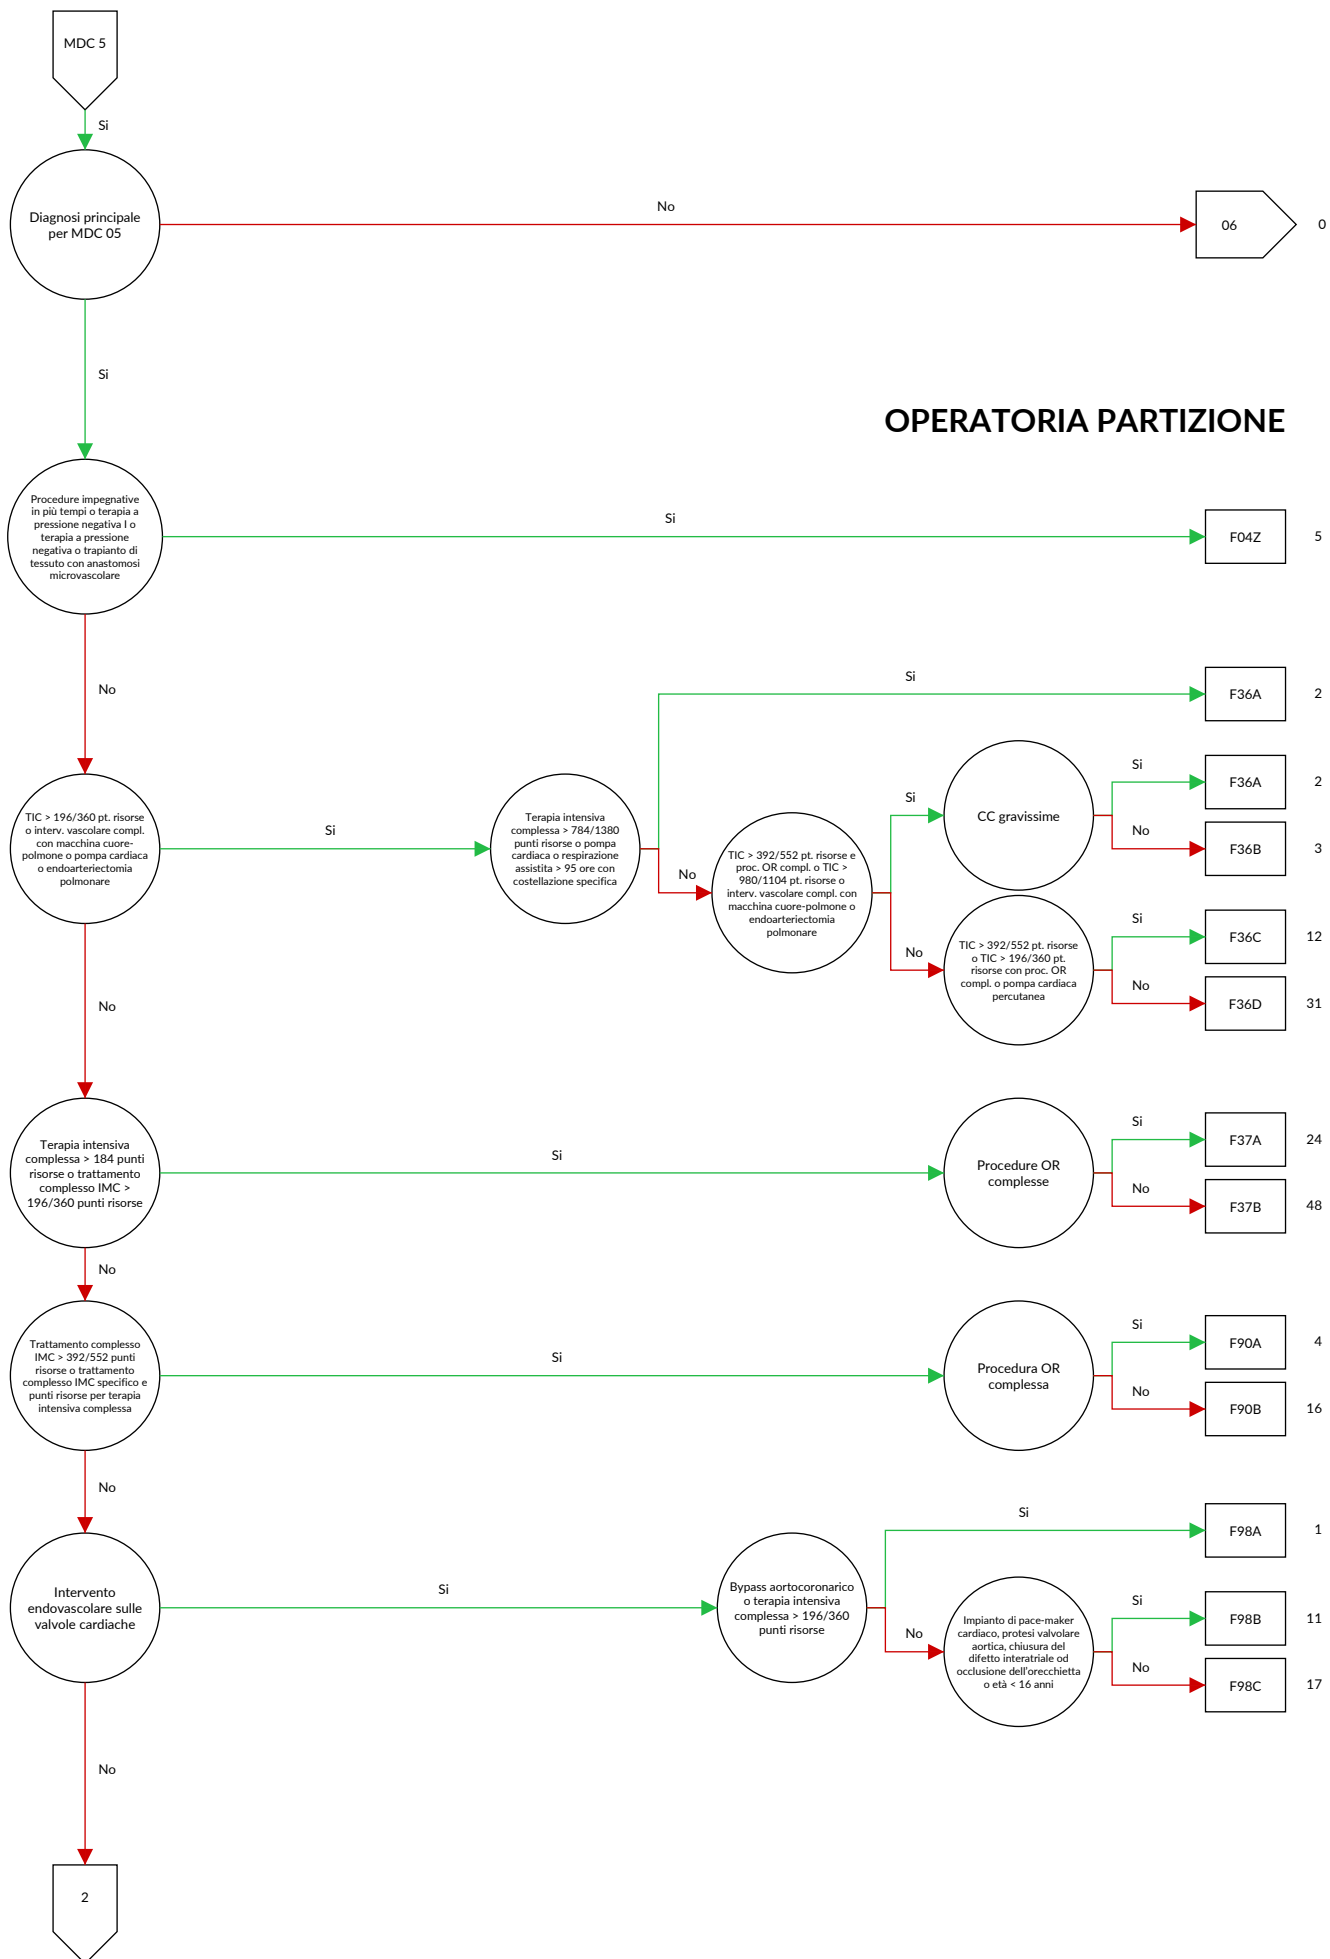 MDC 5
Si
Diagnosi principale
per MDC 05
No
06
0
Si
OPERATORIA PARTIZIONE
Procedure impegnative
in più tempi o terapia a
pressione negativa I o
terapia a pressione
negativa o trapianto di
tessuto con anastomosi
microvascolare
Si
F04Z
5
No
Si
F36A
2
TIC > 196/360 pt. risorse
o interv. vascolare compl.
con macchina cuore-
polmone o pompa cardiaca
o endoarteriectomia
polmonare
Si
Terapia intensiva
complessa > 784/1380
punti risorse o pompa
cardiaca o respirazione
assistita > 95 ore con
costellazione specifica
No
TIC > 392/552 pt. risorse e
proc. OR compl. o TIC >
980/1104 pt. risorse o
interv. vascolare compl. con
macchina cuore-polmone o
endoarteriectomia
polmonare
Si
CC gravissime
Si
F36A
2
No
F36B
3
No
TIC > 392/552 pt. risorse
o TIC > 196/360 pt.
risorse con proc. OR
compl. o pompa cardiaca
percutanea
Si
F36C
12
No
F36D
31
No
Terapia intensiva
complessa > 184 punti
risorse o trattamento
complesso IMC >
196/360 punti risorse
Si
Procedure OR
complesse
Si
F37A
24
No
F37B
48
No
Trattamento complesso
IMC > 392/552 punti
risorse o trattamento
complesso IMC specifico e
punti risorse per terapia
intensiva complessa
Si
Procedura OR
complessa
Si
F90A
4
No
F90B
16
No
Intervento
endovascolare sulle
valvole cardiache
Si
Bypass aortocoronarico
o terapia intensiva
complessa > 196/360
punti risorse
Si
F98A
1
No
Impianto di pace-maker
cardiaco, protesi valvolare
aortica, chiusura del
difetto interatriale od
occlusione dell'orecchietta
o età < 16 anni
Si
F98B
11
No
F98C
17
No
2